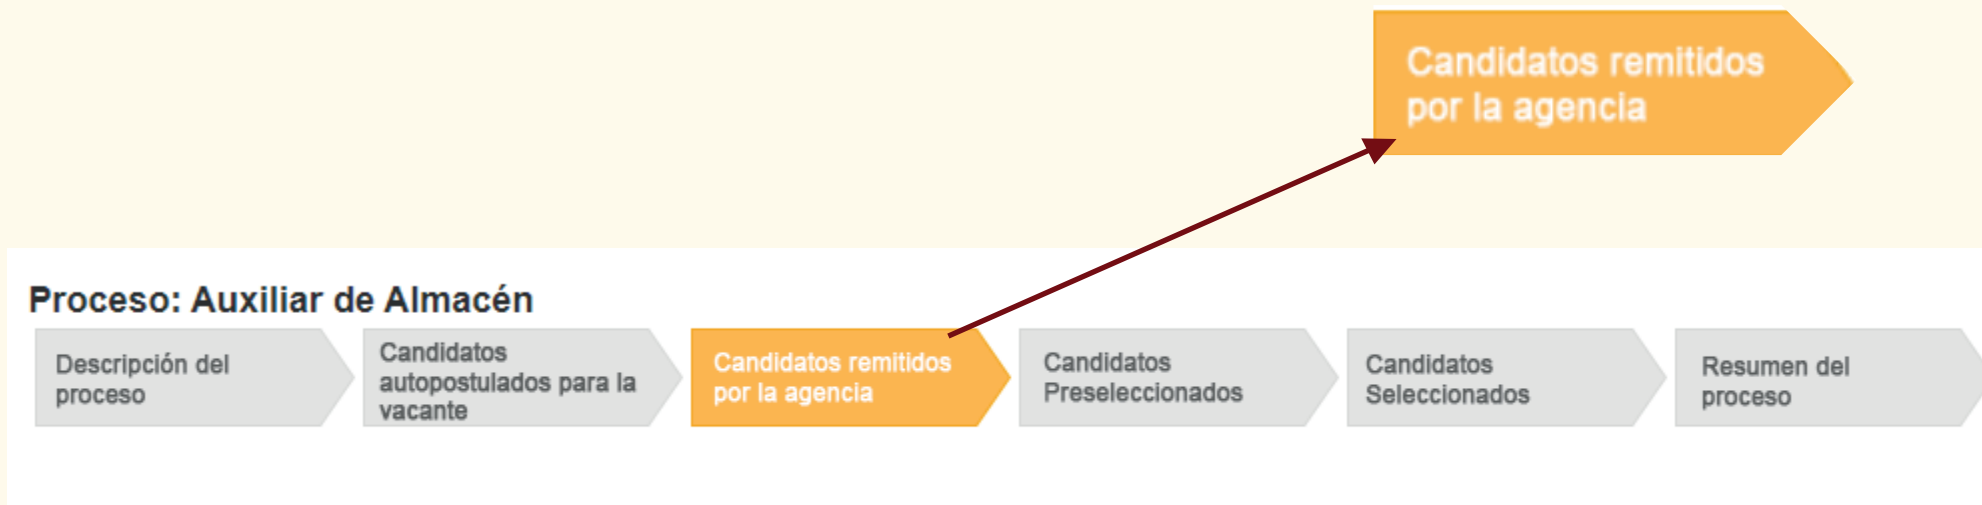 Candidatos remitidos
por la agencia
Proceso: Auxiliar de Almacén
Descripción del
proceso
Candidatos
autopostulados para la
vacante
Candidatos remitidos
por la agencia
Candidatos
Preseleccionados
Candidatos
Seleccionados
Resumen del
proceso